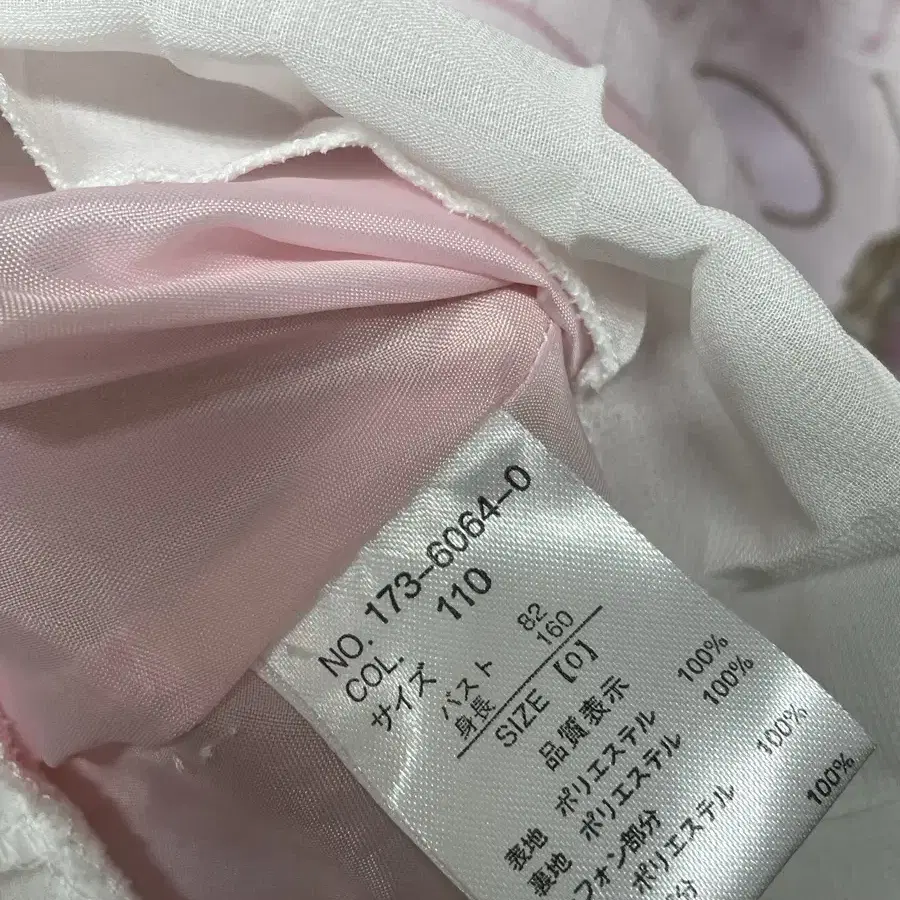 NO. 173-6064-0
COL. 110
サイズ
バスト 82
身長 160
SIZE 【0】
品質表示
表地 ポリエステル 100%
裏地 ポリエステル 100%
フォン部分
ポリエステル 100%
分 100%